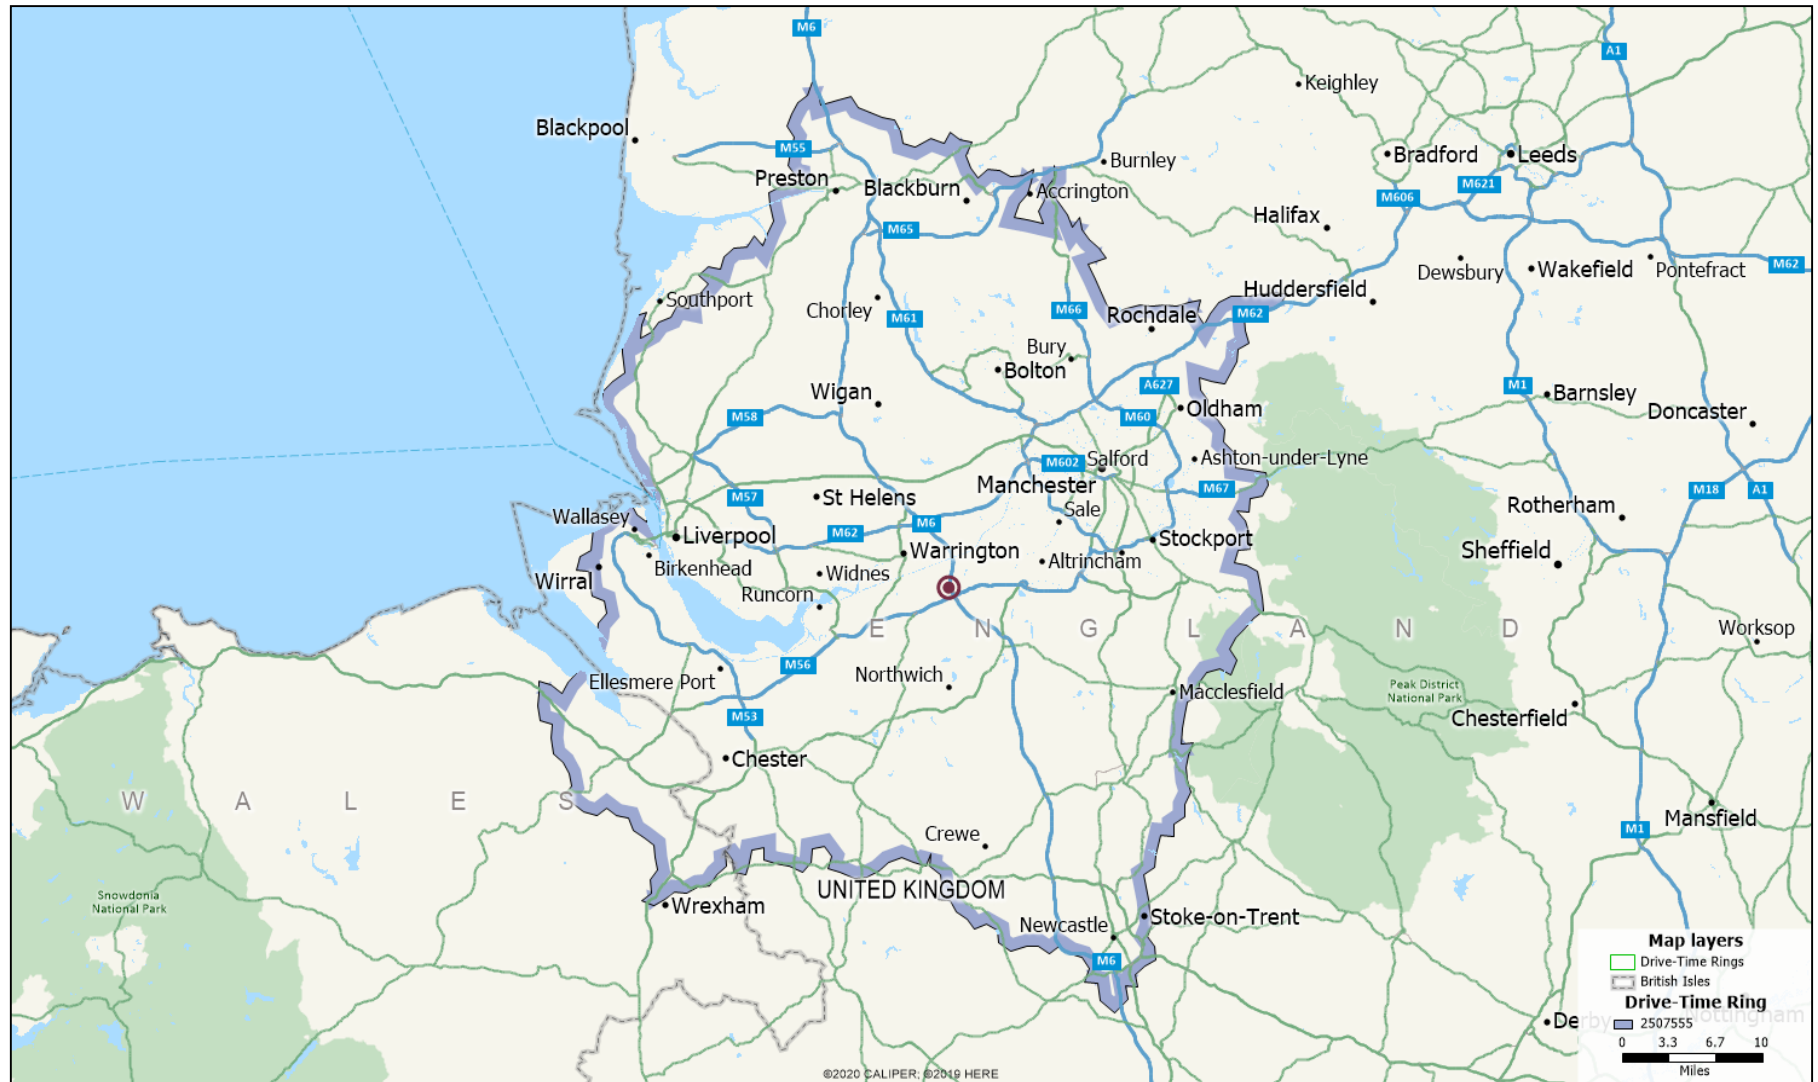 M6
A1
Keighley
Blackpool
M55
Burnley
Bradford
Leeds
Preston
Blackburn
Accrington
M621
M606
Halifax
M65
Dewsbury
Wakefield
Pontefract
M62
Southport
Chorley
M61
M66
Rochdale
M62
Huddersfield
Bury
Bolton
Wigan
A627
M1
Barnsley
M58
M60
Oldham
Doncaster
M602
Salford
Ashton-under-Lyne
Manchester
M57
St Helens
M67
M18
A1
Wallasey
Sale
Rotherham
M62
M6
Liverpool
Warrington
Stockport
Sheffield
Birkenhead
Widnes
Altrincham
Wirral
Runcorn
ENGLAND
Worksop
M56
Ellesmere Port
Northwich
Macclesfield
Peak District
National Park
M53
Chesterfield
Chester
WALES
Mansfield
Crewe
M1
Snowdonia
National Park
UNITED KINGDOM
Wrexham
Newcastle
Stoke-on-Trent
M6
Map layers
Drive-Time Rings
British Isles
Drive-Time Ring
2507555
Derby
Nottingham
0 3.3 6.7 10
Miles
©2020 CALIPER; ©2019 HERE